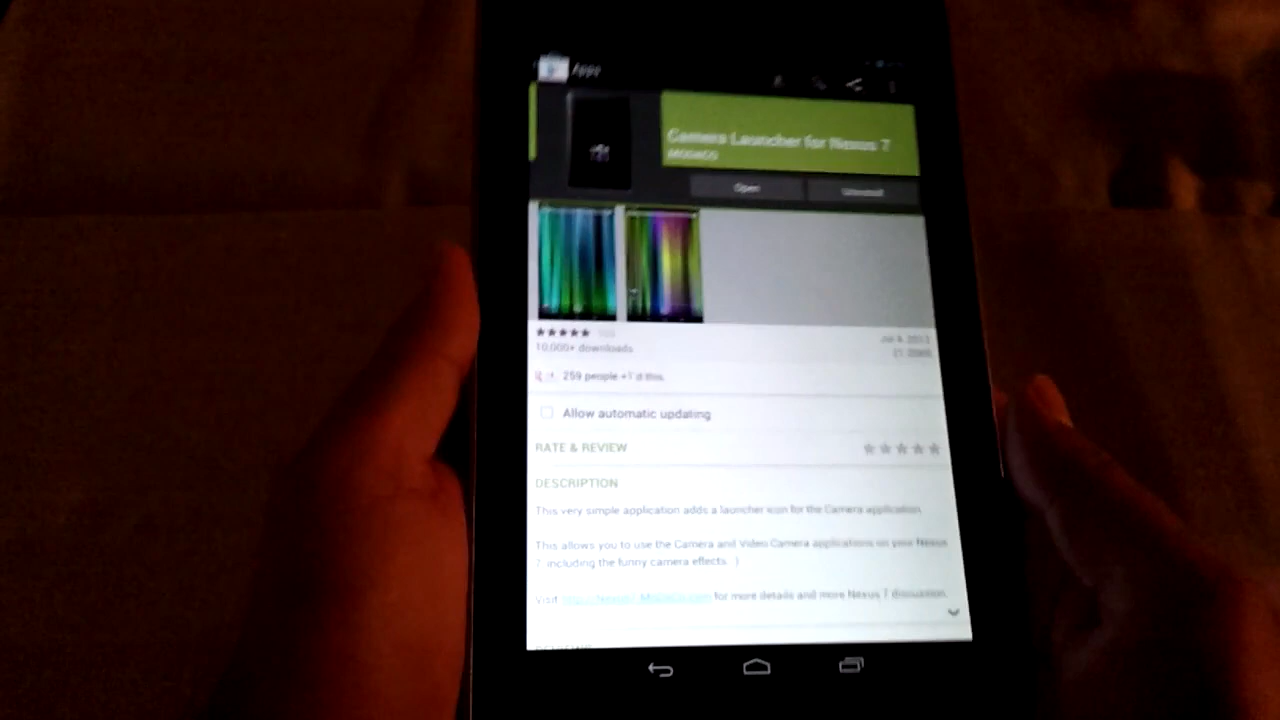 Apps
Camera Launcher for Nexus 7
MODACO
Open
Uninstall
10,000+ downloads
259 people +1'd this.
Allow automatic updating
RATE & REVIEW
DESCRIPTION
This very simple application adds a launcher icon for the Camera application.
This allows you to use the Camera and Video Camera applications on your Nexus
7, including the funny camera effects :)
Visit for more details and more Nexus 7 discussion.